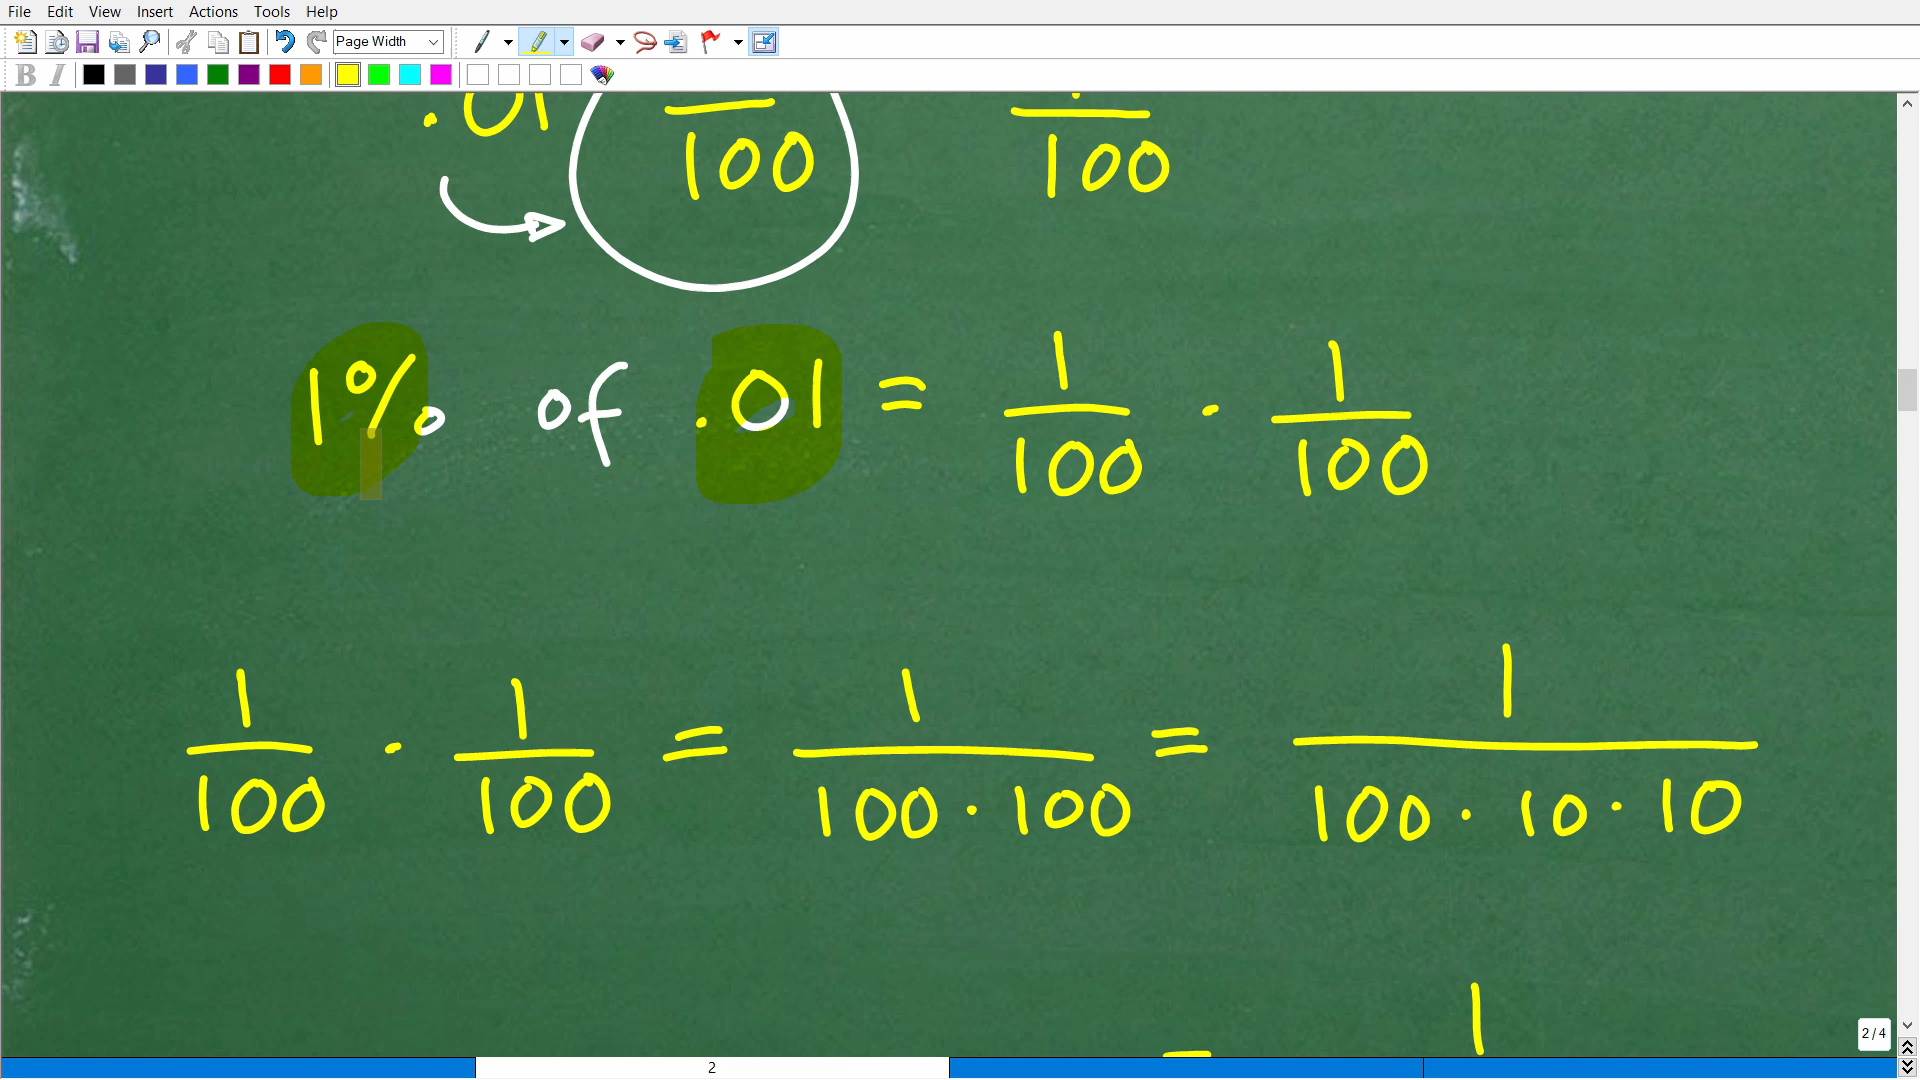 File Edit View Insert Actions Tools Help
Page Width
B I
.01
100 100
1% of .01 = 1/100 · 1/100
1/100 · 1/100 = 1/(100 · 100) = 1/(100 · 10 · 10)
= 1
2 / 4
2